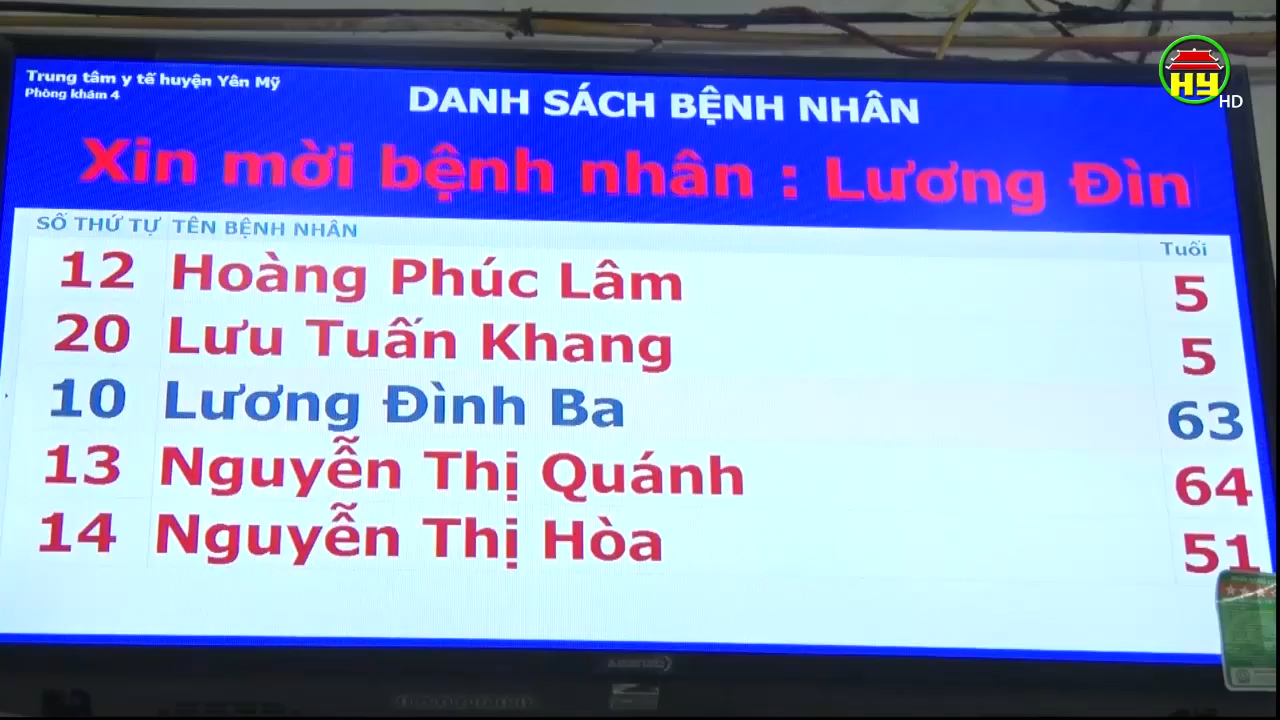 Trung tâm y tế huyện Yên Mỹ
Phòng khám 4
DANH SÁCH BỆNH NHÂN
HY HD
Xin mời bệnh nhân : Lương Đìn
SỐ THỨ TỰ TÊN BỆNH NHÂN Tuổi
12 Hoàng Phúc Lâm 5
20 Lưu Tuấn Khang 5
10 Lương Đình Ba 63
13 Nguyễn Thị Quánh 64
14 Nguyễn Thị Hòa 51